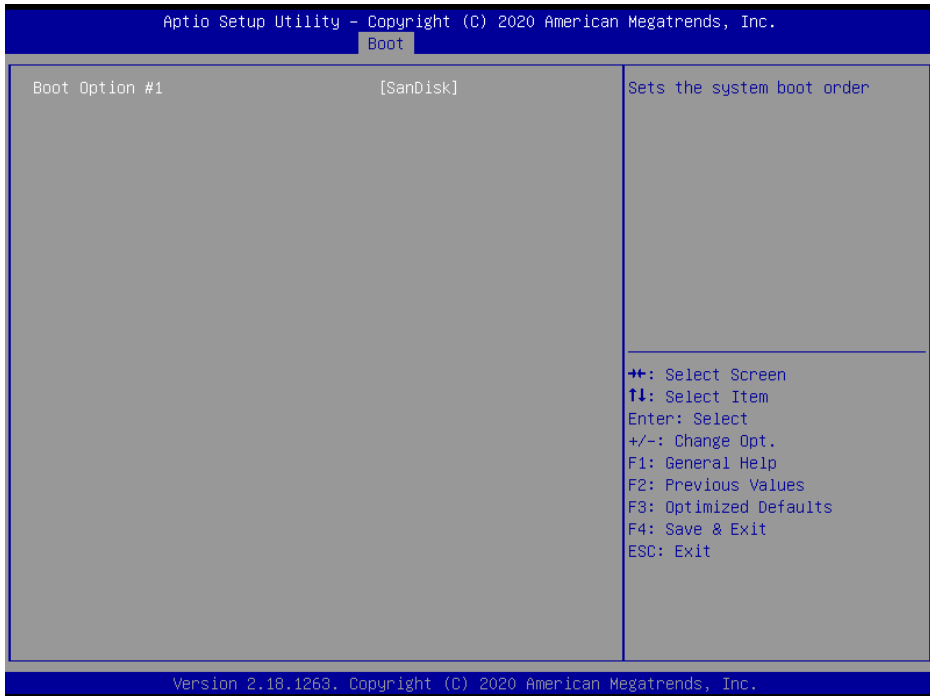 Aptio Setup Utility – Copyright (C) 2020 American Megatrends, Inc.
Boot
Boot Option #1 [SanDisk]
Sets the system boot order
→←: Select Screen
↑↓: Select Item
Enter: Select
+/-: Change Opt.
F1: General Help
F2: Previous Values
F3: Optimized Defaults
F4: Save & Exit
ESC: Exit
Version 2.18.1263. Copyright (C) 2020 American Megatrends, Inc.